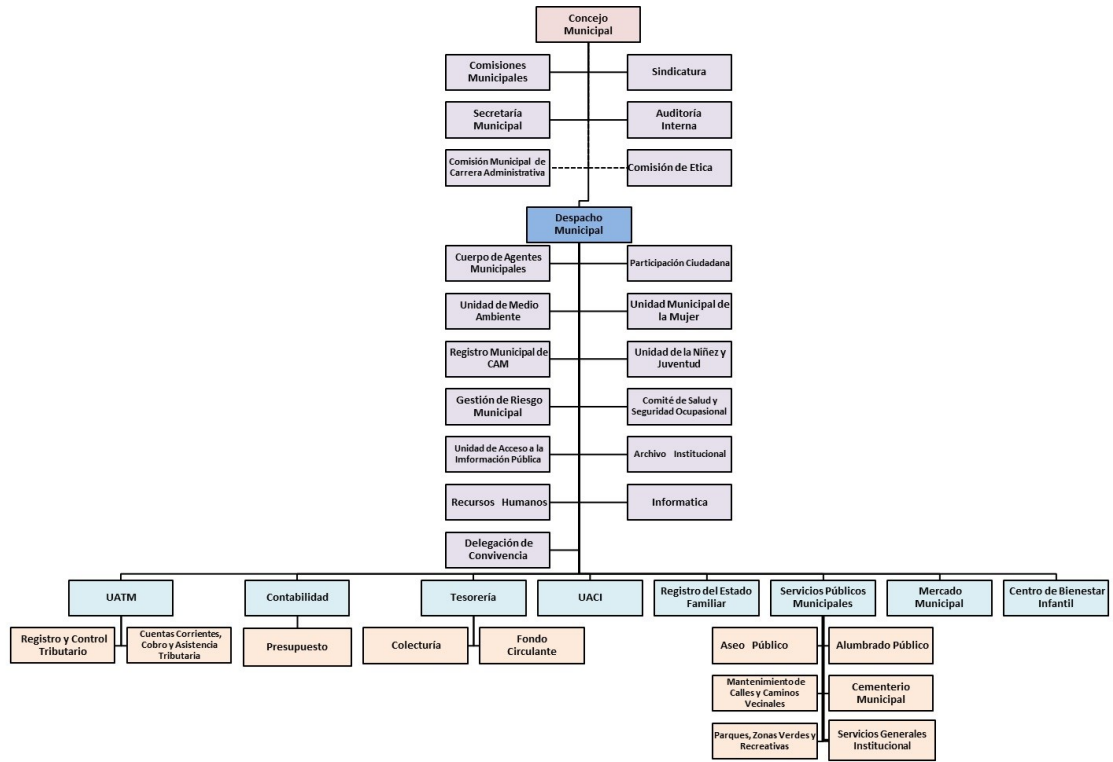 Concejo
Municipal
Comisiones
Municipales
Sindicatura
Secretaría
Municipal
Auditoría
Interna
Comisión Municipal de
Carrera Administrativa
Comisión de Etica
Despacho
Municipal
Cuerpo de Agentes
Municipales
Participación Ciudadana
Unidad de Medio
Ambiente
Unidad Municipal de
la Mujer
Registro Municipal de
CAM
Unidad de la Niñez y
Juventud
Gestión de Riesgo
Municipal
Comité de Salud y
Seguridad Ocupasional
Unidad de Acceso a la
Imformación Pública
Archivo Institucional
Recursos Humanos
Informatica
Delegación de
Convivencia
UATM
Contabilidad
Tesorería
UACI
Registro del Estado
Familiar
Servicios Públicos
Municipales
Mercado
Municipal
Centro de Bienestar
Infantil
Registro y Control
Tributario
Cuentas Corrientes,
Cobro y Asistencia
Tributaria
Presupuesto
Colecturía
Fondo
Circulante
Aseo Público
Alumbrado Público
Mantenimiento de
Calles y Caminos
Vecinales
Cementerio
Municipal
Parques, Zonas Verdes y
Recreativas
Servicios Generales
Institucional